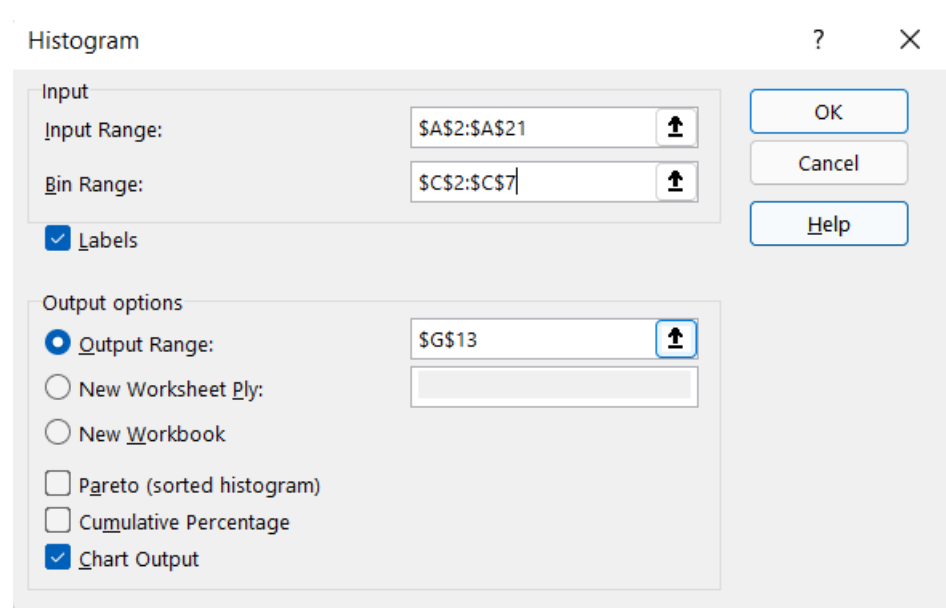 Histogram ?
Input
Input Range: $A$2:$A$21
Bin Range: $C$2:$C$7
Labels
OK
Cancel
Help
Output options
Output Range: $G$13
New Worksheet Ply:
New Workbook
Pareto (sorted histogram)
Cumulative Percentage
Chart Output